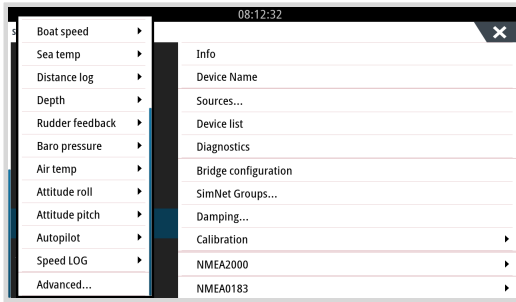 08:12:32
s
Boat speed
Sea temp
Distance log
Depth
Rudder feedback
Baro pressure
Air temp
Attitude roll
Attitude pitch
Autopilot
Speed LOG
Advanced...
Info
Device Name
Sources...
Device list
Diagnostics
Bridge configuration
SimNet Groups...
Damping...
Calibration
NMEA2000
NMEA0183